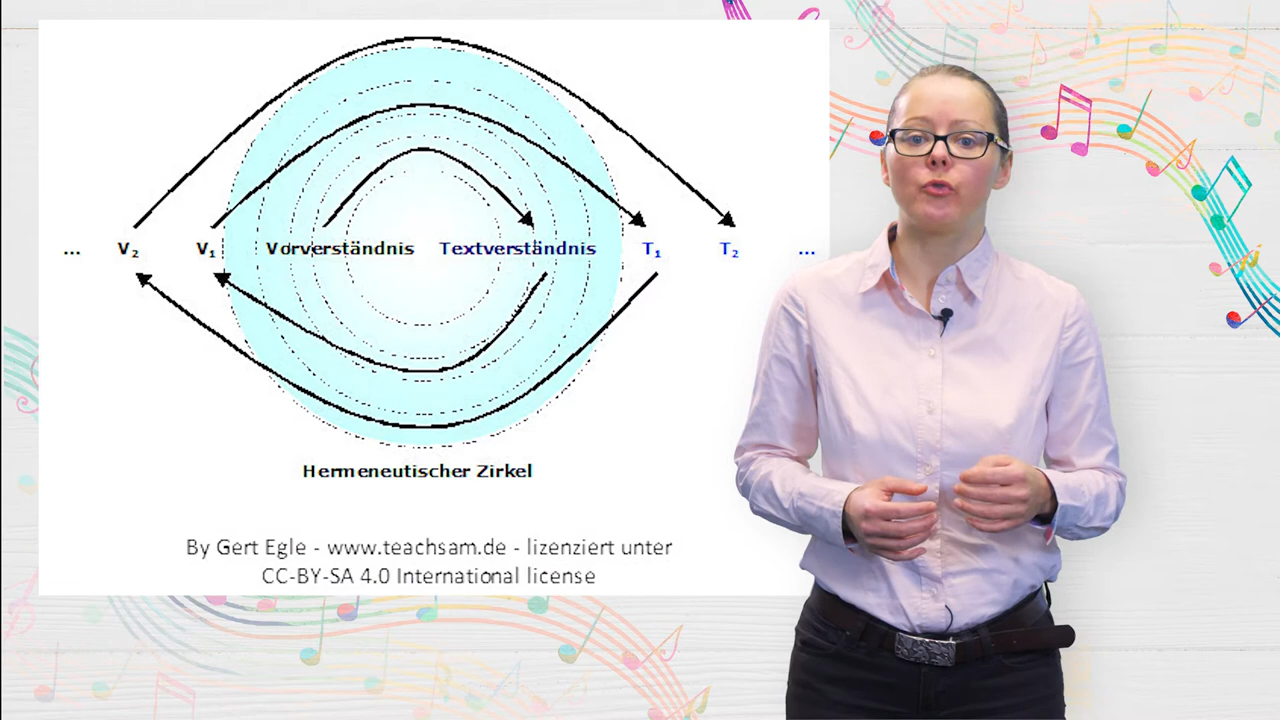 ... V₂ V₁ Vorverständnis Textverständnis T₁ T₂ ...
Hermeneutischer Zirkel
By Gert Egle - www.teachsam.de - lizenziert unter
CC-BY-SA 4.0 International license